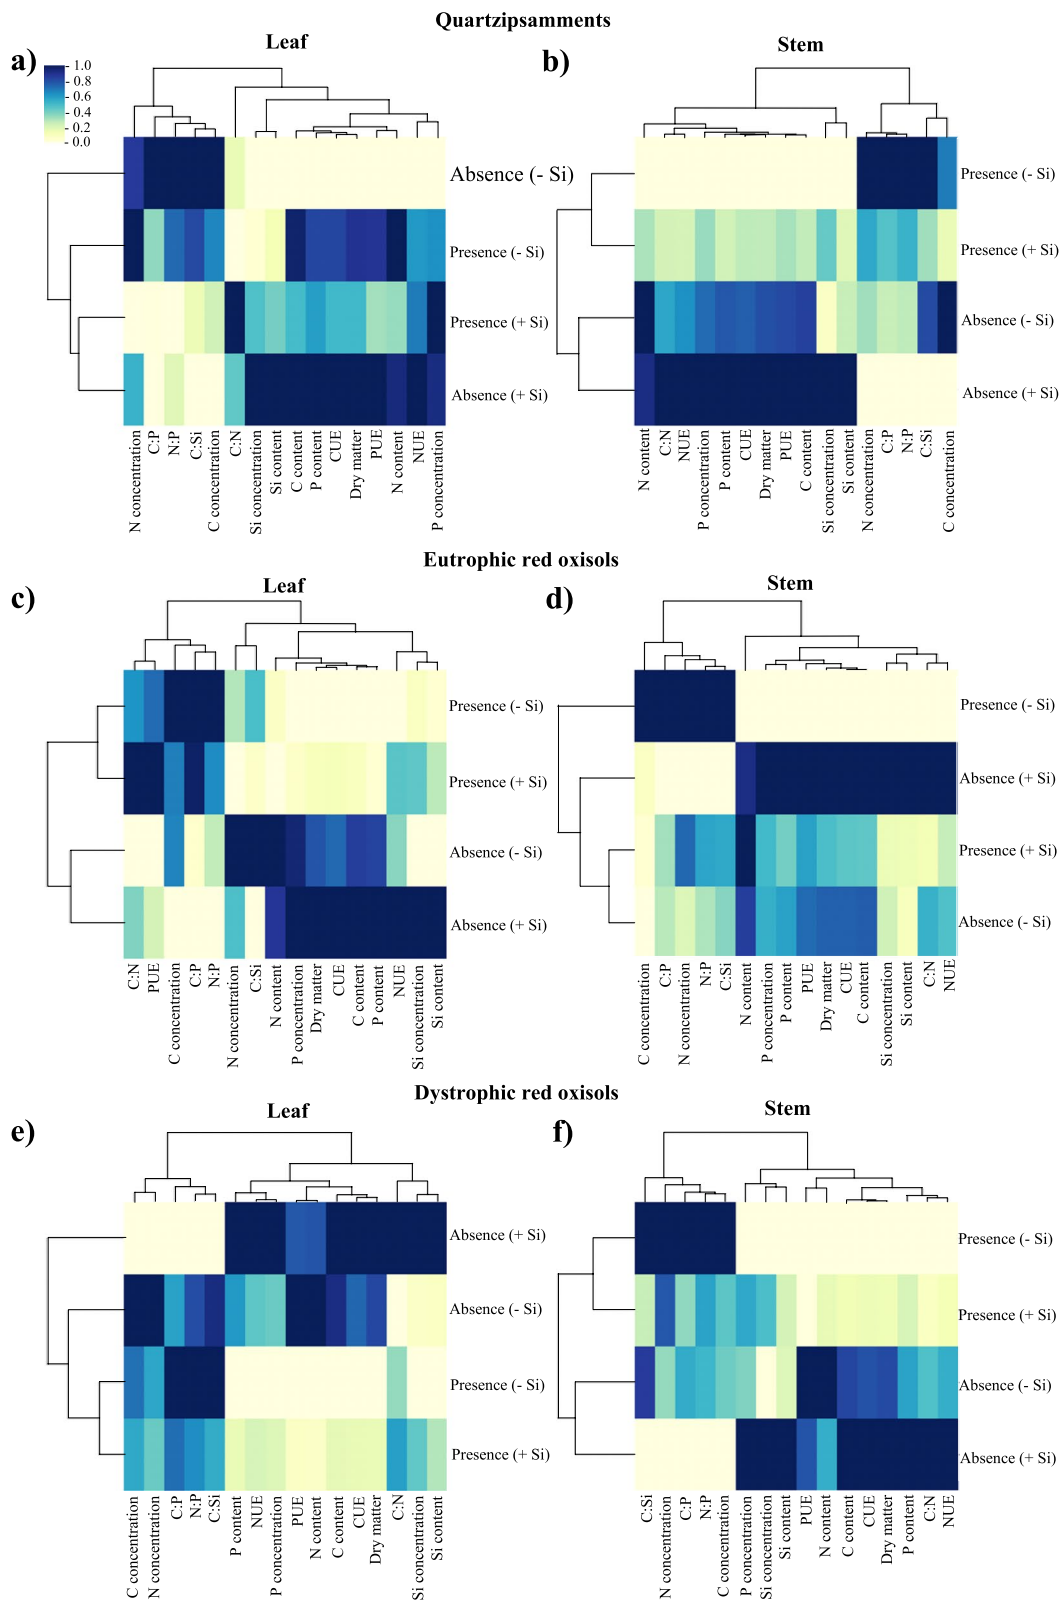 Quartzipsamments
a)
Leaf
b)
Stem
1.0
0.8
0.6
0.4
0.2
0.0
Absence (- Si)
Presence (- Si)
Presence (+ Si)
Absence (+ Si)
Presence (- Si)
Presence (+ Si)
Absence (- Si)
Absence (+ Si)
N concentration
C:P
N:P
C:Si
C concentration
C:N
Si concentration
Si content
C content
P content
CUE
Dry matter
PUE
N content
NUE
P concentration
N content
C:N
NUE
P concentration
P content
CUE
Dry matter
PUE
C content
Si concentration
Si content
N concentration
C:P
N:P
C:Si
C concentration
Eutrophic red oxisols
c)
Leaf
d)
Stem
Presence (- Si)
Presence (+ Si)
Absence (- Si)
Absence (+ Si)
Presence (- Si)
Absence (+ Si)
Presence (+ Si)
Absence (- Si)
C:N
PUE
C concentration
C:P
N:P
N concentration
C:Si
N content
P concentration
Dry matter
CUE
C content
P content
NUE
Si concentration
Si content
C concentration
C:P
N concentration
N:P
C:Si
N content
P concentration
P content
PUE
Dry matter
CUE
C content
Si concentration
Si content
C:N
NUE
Dystrophic red oxisols
e)
Leaf
f)
Stem
Absence (+ Si)
Absence (- Si)
Presence (- Si)
Presence (+ Si)
Presence (- Si)
Presence (+ Si)
Absence (- Si)
Absence (+ Si)
C concentration
N concentration
C:P
N:P
C:Si
P content
NUE
P concentration
PUE
N content
C content
CUE
Dry matter
C:N
Si concentration
Si content
C:Si
N concentration
C:P
N:P
C concentration
P concentration
Si concentration
Si content
PUE
N content
C content
CUE
Dry matter
P content
C:N
NUE